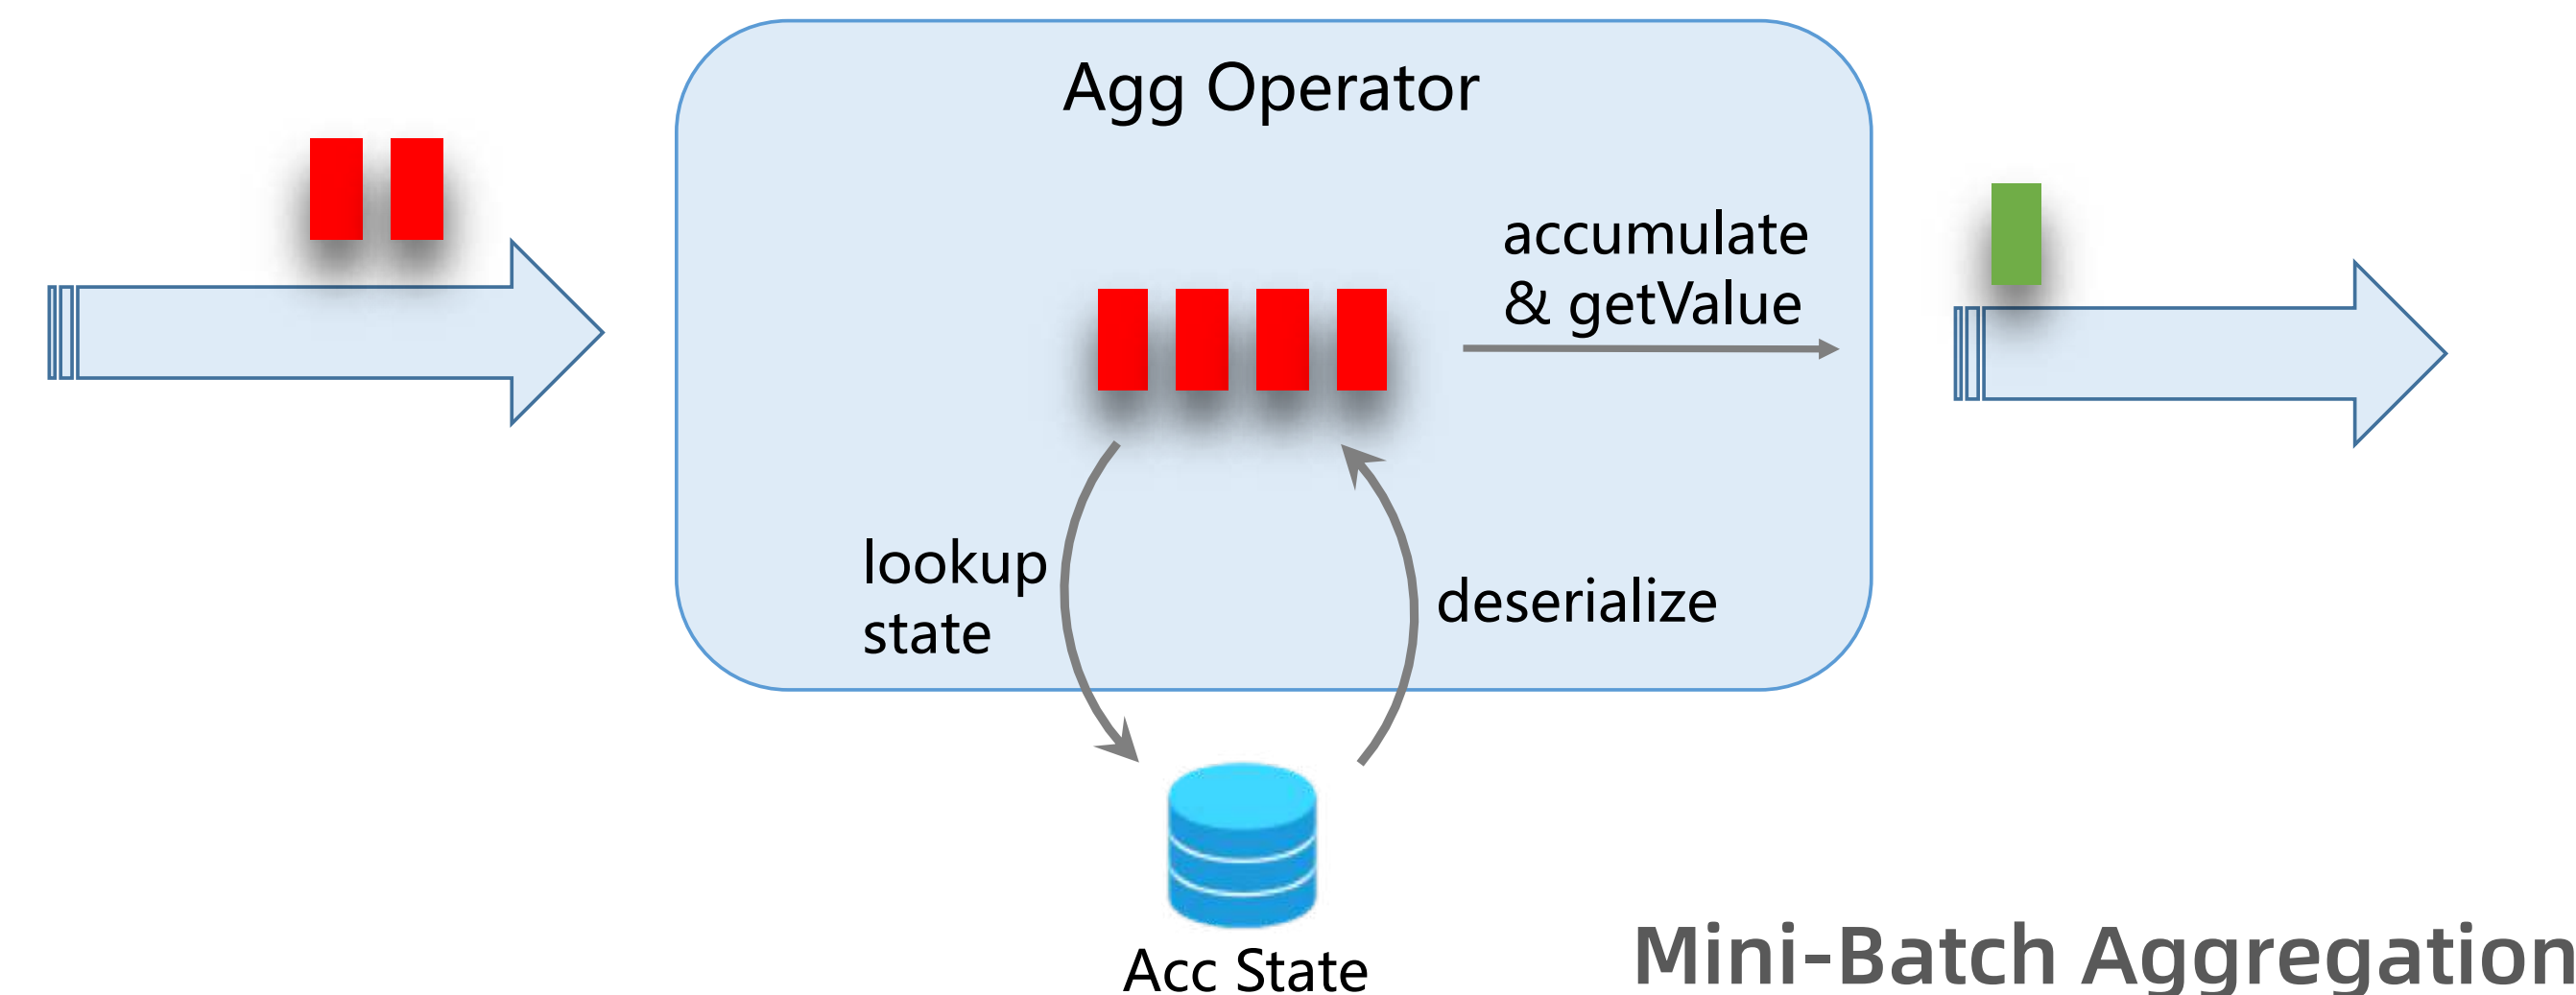 Agg Operator
accumulate
& getValue
lookup
state
deserialize
Acc State
Mini-Batch Aggregation